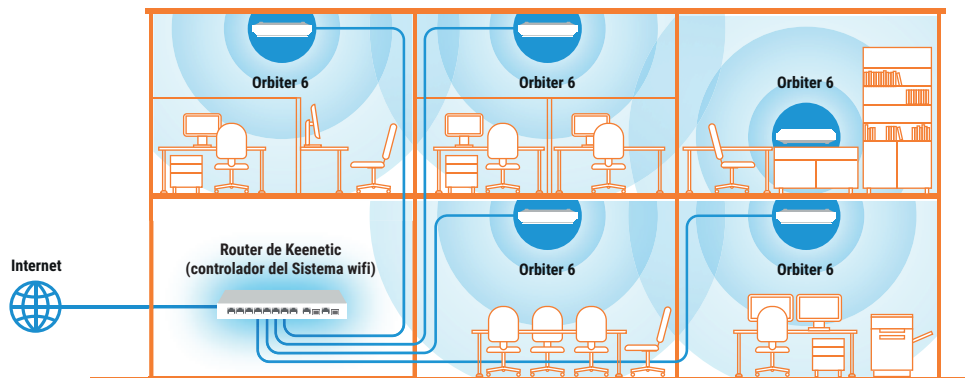 Orbiter 6
Orbiter 6
Orbiter 6
Internet
Router de Keenetic
(controlador del Sistema wifi)
Orbiter 6
Orbiter 6